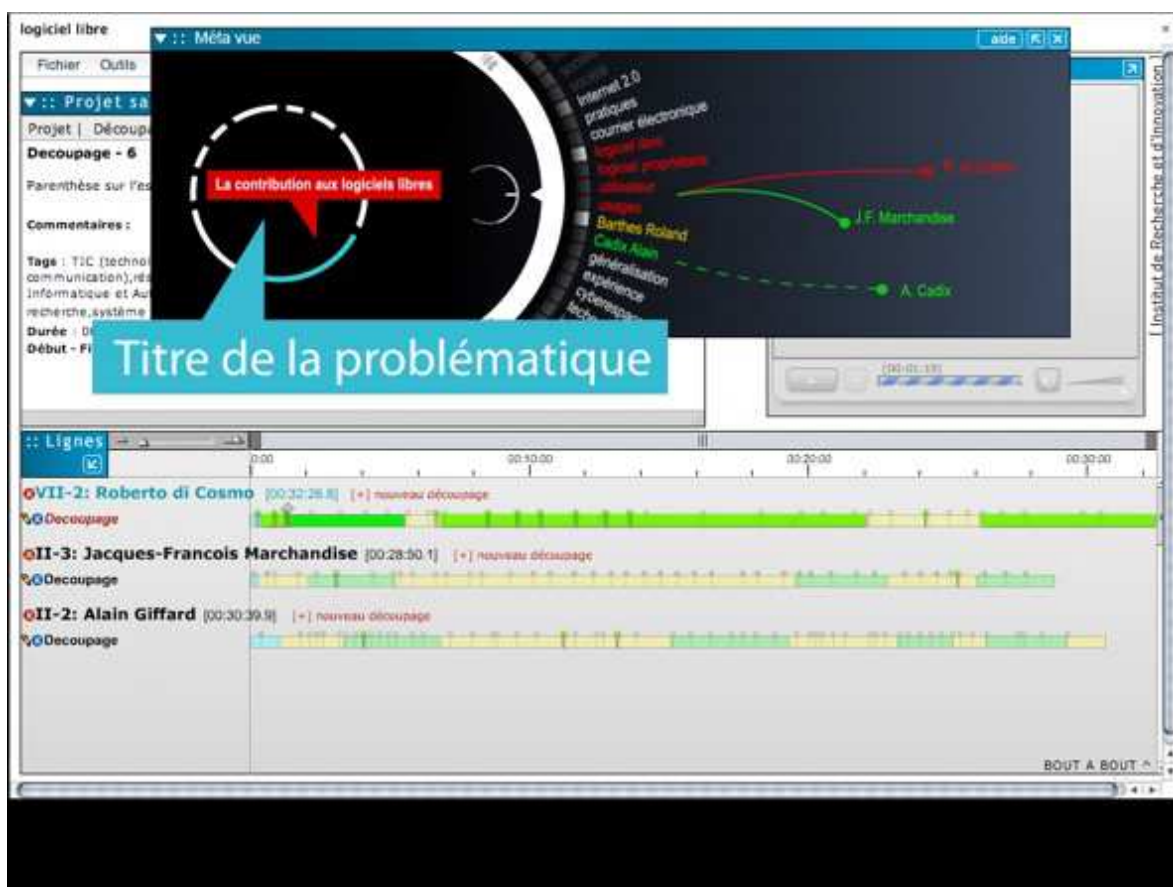 logiciel libre
▼ :: Méta vue
aide
Fichier Outils
▼ :: Projet sa
Projet | Découpa
Decoupage - 6
Parenthèse sur l'es
Commentaires :
Tags : TIC (technol
communication),rés
Informatique et Au
recherche,système
Durée : 0
Début - Fi
La contribution aux logiciels libres
Titre de la problématique
internet 2.0
pratiques
courrier électronique
logiciel libre
logiciel propriétaire
utilisateur
usages
Barthes Roland
Cadix Alain
généralisation
expérience
cyberespace
J.F. Marchandise
A. Cadix
[ Institut de Recherche et d'Innovation ]
[00:01:19]
:: Lignes
0:00 00:10:00 00:20:00 00:30:00
VII-2: Roberto di Cosmo [00:32:26.8] [+] nouveau découpage
Decoupage
II-3: Jacques-Francois Marchandise [00:28:50.1] [+] nouveau découpage
Decoupage
II-2: Alain Giffard [00:30:39.9] [+] nouveau découpage
Decoupage
BOUT A BOUT ^